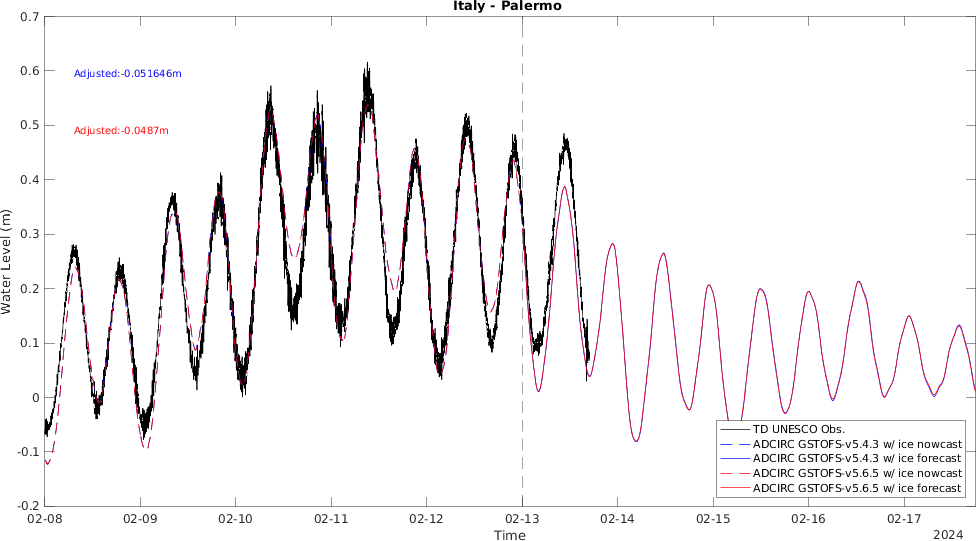 Italy - Palermo
0.7
0.6
0.5
0.4
0.3
0.2
0.1
0
-0.1
-0.2
Water Level (m)
Adjusted:-0.051646m
Adjusted:-0.0487m
TD UNESCO Obs.
ADCIRC GSTOFS-v5.4.3 w/ ice nowcast
ADCIRC GSTOFS-v5.4.3 w/ ice forecast
ADCIRC GSTOFS-v5.6.5 w/ ice nowcast
ADCIRC GSTOFS-v5.6.5 w/ ice forecast
02-08 02-09 02-10 02-11 02-12 02-13 02-14 02-15 02-16 02-17
Time
2024